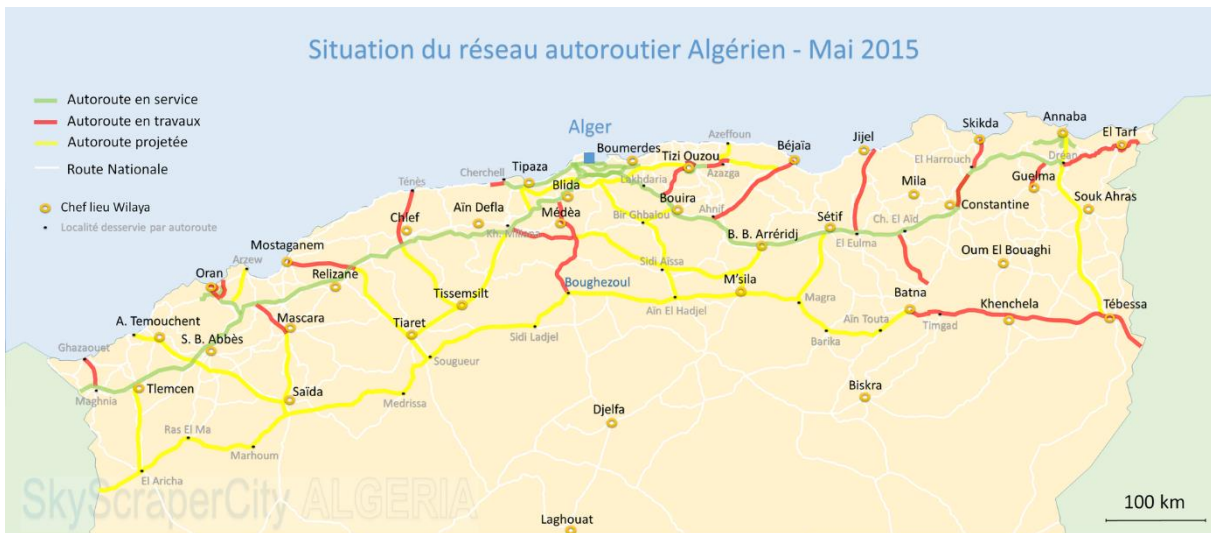 Situation du réseau autoroutier Algérien - Mai 2015
Autoroute en service
Autoroute en travaux
Autoroute projetée
Route Nationale
Chef lieu Wilaya
Localité desservie par autoroute
Alger
Boumerdes
Azeffoun
Tizi Ouzou
Azazga
Béjaïa
Jijel
Skikda
Annaba
El Tarf
El Harrouch
Dréan
Guelma
Mila
Constantine
Souk Ahras
Cherchell
Tipaza
Blida
Lakhdaria
Bouira
Ahnif
Ténès
Chlef
Aïn Defla
Médèa
Bir Ghbalou
B. B. Arréridj
Sétif
El Eulma
Ch. El Aïd
Oum El Bouaghi
Mostaganem
Arzew
Oran
Relizane
Sidi Aïssa
Boughezoul
M'sila
Aïn El Hadjel
Magra
Batna
Khenchela
Tébessa
Timgad
Aïn Touta
Barika
Tissemsilt
Tiaret
Mascara
A. Temouchent
S. B. Abbès
Sidi Ladjel
Sougueur
Ghazaouet
Maghnia
Tlemcen
Saïda
Medrissa
Biskra
Djelfa
Ras El Ma
Marhoum
El Aricha
Laghouat
100 km
SkyScraperCity ALGERIA